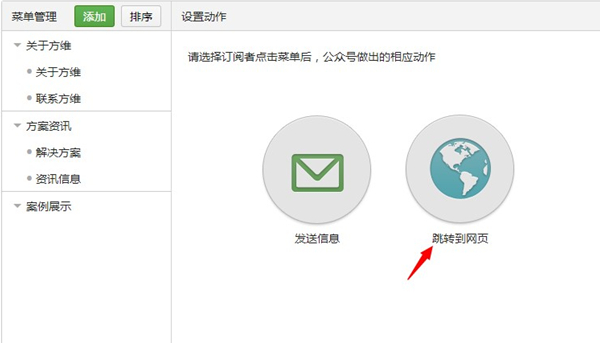 菜单管理 添加 排序 设置动作
关于方维
关于方维
联系方维
方案资讯
解决方案
资讯信息
案例展示
请选择订阅者点击菜单后，公众号做出的相应动作
发送信息 跳转到网页